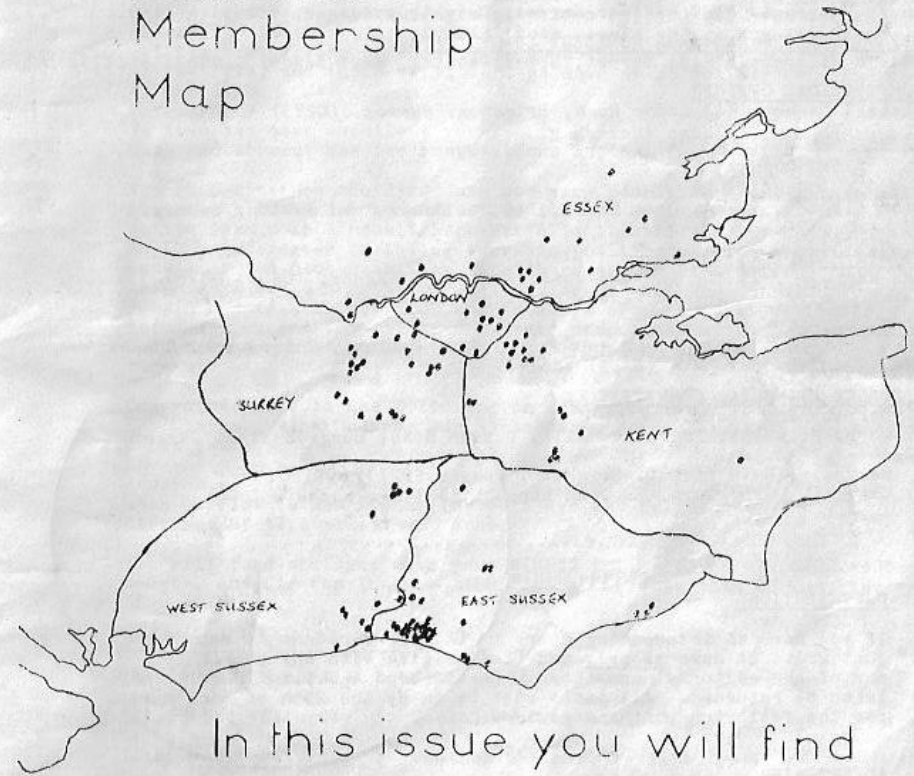 Membership
Map
ESSEX
LONDON
SURREY
KENT
WEST SUSSEX
EAST SUSSEX
In this issue you will find